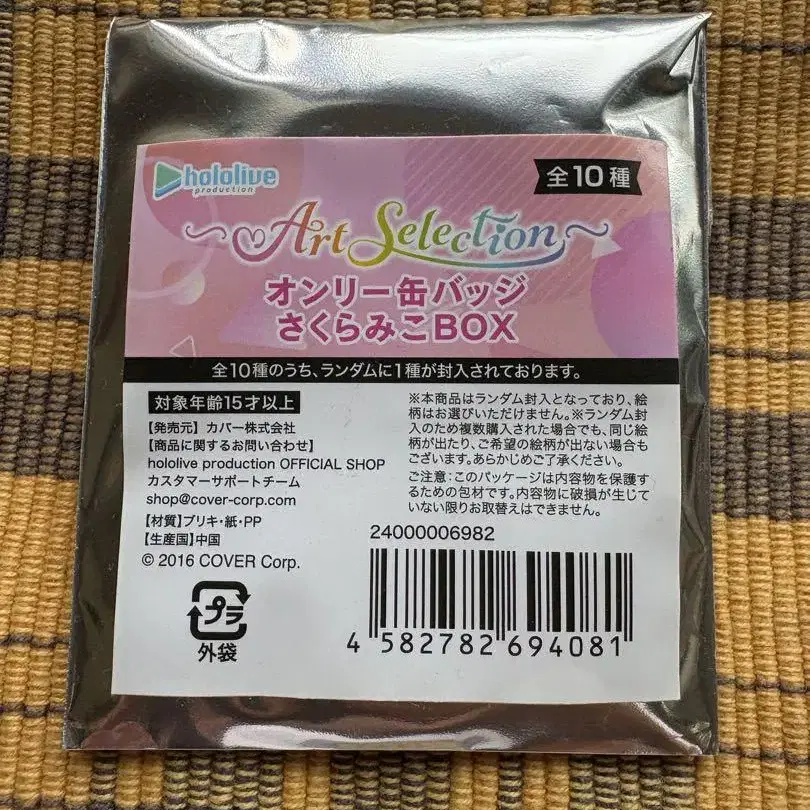 hololive
production
全10種
Art Selection
オンリー缶バッジ
さくらみこBOX
全10種のうち、ランダムに1種が封入されております。
対象年齢15才以上
【発売元】カバー株式会社
【商品に関するお問い合わせ】
hololive production OFFICIAL SHOP
カスタマーサポートチーム
shop@cover-corp.com
【材質】ブリキ・紙・PP
【生産国】中国
© 2016 COVER Corp.
プラ
外袋
※本商品はランダム封入となっており、絵
柄はお選びいただけません。※ランダム封
入のため複数購入された場合でも、同じ絵
柄が出たり、ご希望の絵柄が出ない場合も
ございます。あらかじめご了承ください。
ご注意：このパッケージは内容物を保護す
るための包材です。内容物に破損が生じて
いない限りお取替えはできません。
24000006982
4 582782 694081